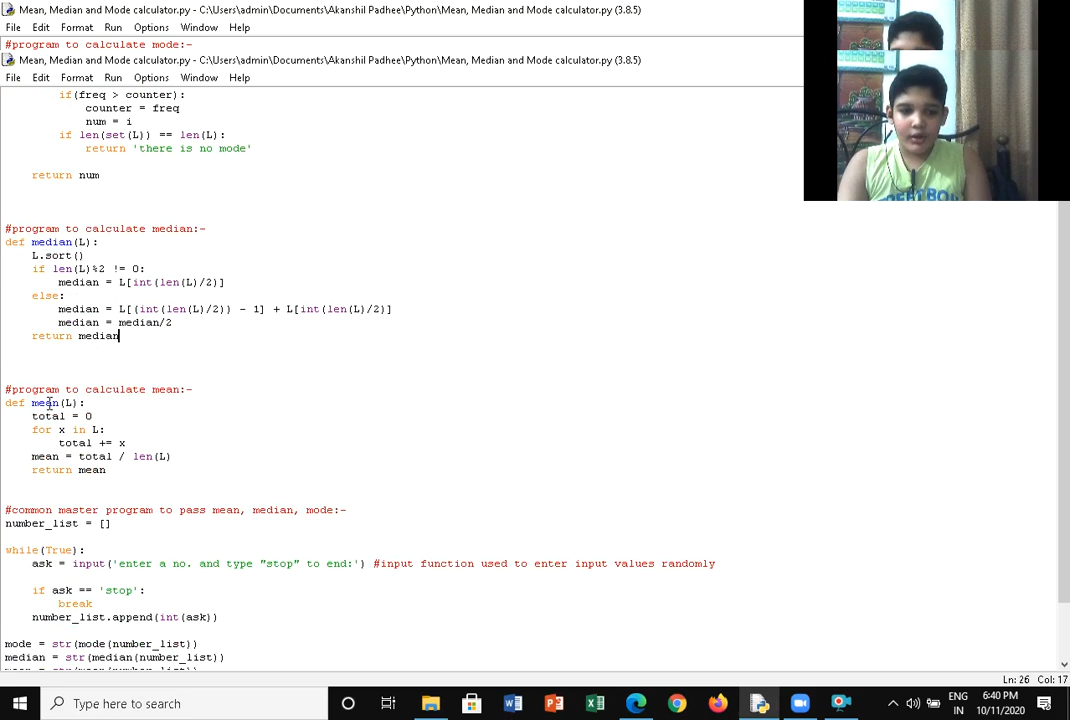 Mean, Median and Mode calculator.py - C:\Users\admin\Documents\Akanshil Padhee\Python\Mean, Median and Mode calculator.py (3.8.5)
File Edit Format Run Options Window Help
#program to calculate mode:-
Mean, Median and Mode calculator.py - C:\Users\admin\Documents\Akanshil Padhee\Python\Mean, Median and Mode calculator.py (3.8.5)
File Edit Format Run Options Window Help
if(freq > counter):
counter = freq
num = i
if len(set(L)) == len(L):
return 'there is no mode'
return num
#program to calculate median:-
def median(L):
L.sort()
if len(L)%2 != 0:
median = L[int(len(L)/2)]
else:
median = L[(int(len(L)/2)) - 1] + L[int(len(L)/2)]
median = median/2
return median
#program to calculate mean:-
def mean(L):
total = 0
for x in L:
total += x
mean = total / len(L)
return mean
#common master program to pass mean, median, mode:-
number_list = []
while(True):
ask = input('enter a no. and type "stop" to end:') #input function used to enter input values randomly
if ask == 'stop':
break
number_list.append(int(ask))
mode = str(mode(number_list))
median = str(median(number_list))
Ln: 26 Col: 17
Type here to search
ENG
IN
6:40 PM
10/11/2020